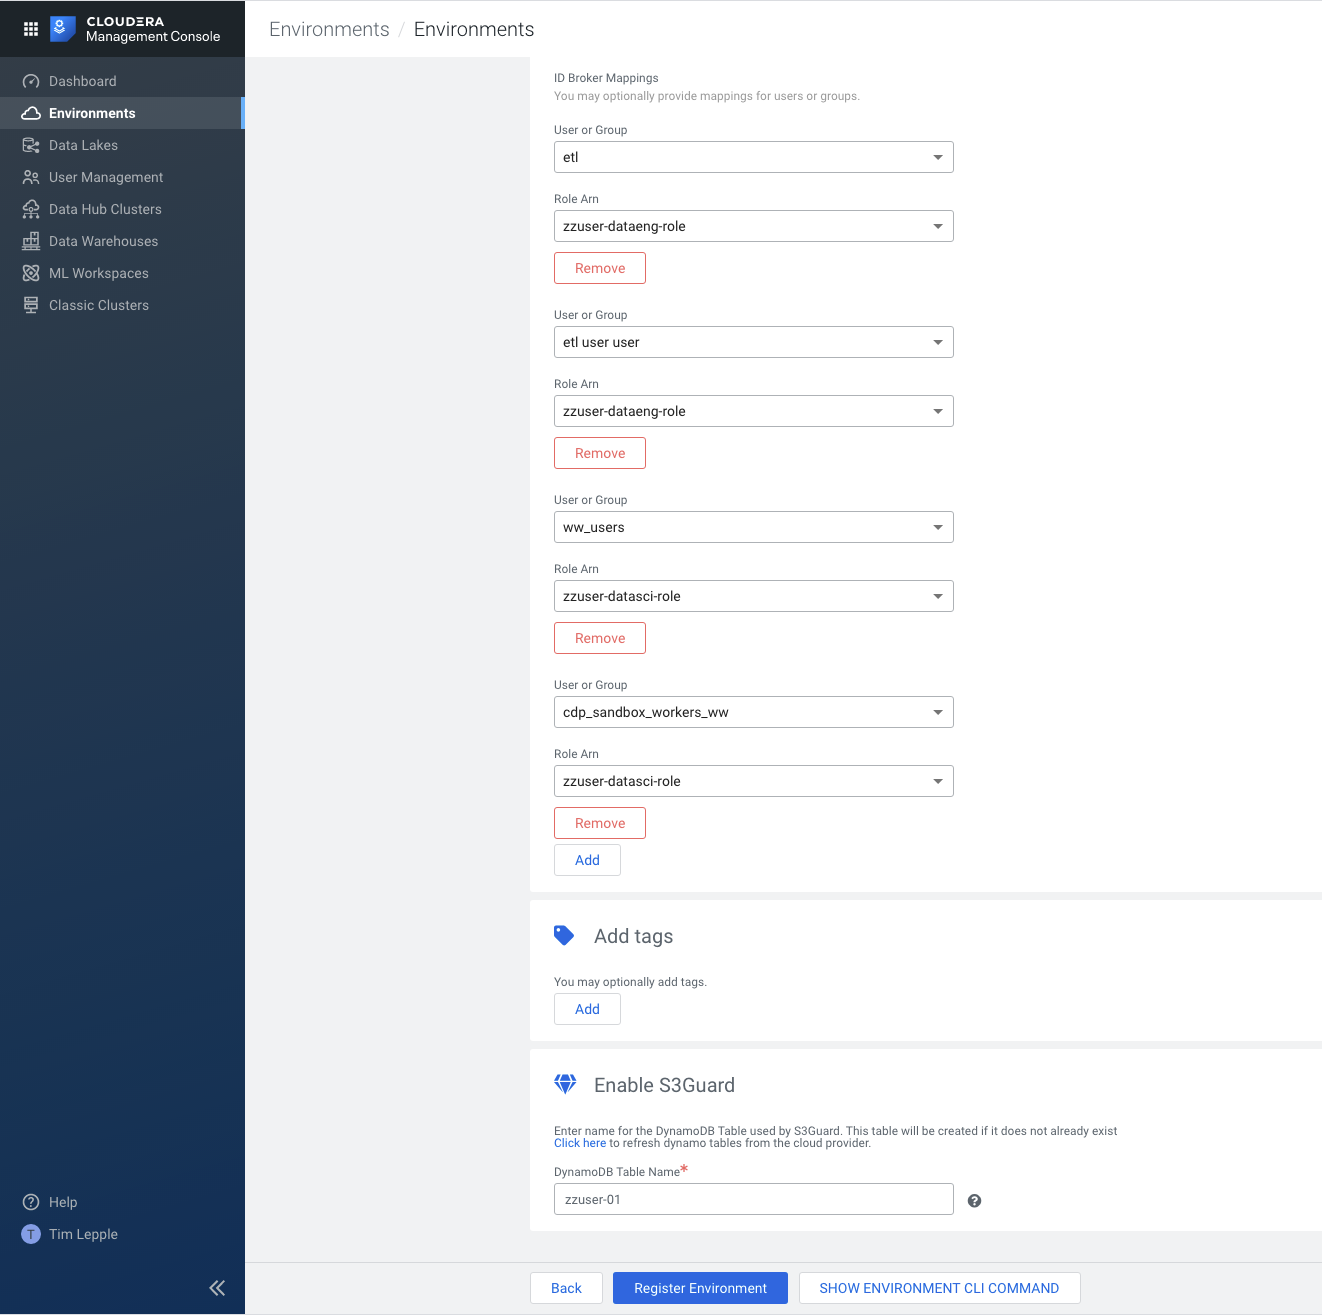 CLOUDERA
Management Console
Dashboard
Environments
Data Lakes
User Management
Data Hub Clusters
Data Warehouses
ML Workspaces
Classic Clusters
Help
T
Tim Lepple
Environments / Environments
ID Broker Mappings
You may optionally provide mappings for users or groups.
User or Group
etl
Role Arn
zzuser-dataeng-role
Remove
User or Group
etl user user
Role Arn
zzuser-dataeng-role
Remove
User or Group
ww_users
Role Arn
zzuser-datasci-role
Remove
User or Group
cdp_sandbox_workers_ww
Role Arn
zzuser-datasci-role
Remove
Add
Add tags
You may optionally add tags.
Add
Enable S3Guard
Enter name for the DynamoDB Table used by S3Guard. This table will be created if it does not already exist
Click here to refresh dynamo tables from the cloud provider.
DynamoDB Table Name*
zzuser-01
?
Back
Register Environment
SHOW ENVIRONMENT CLI COMMAND